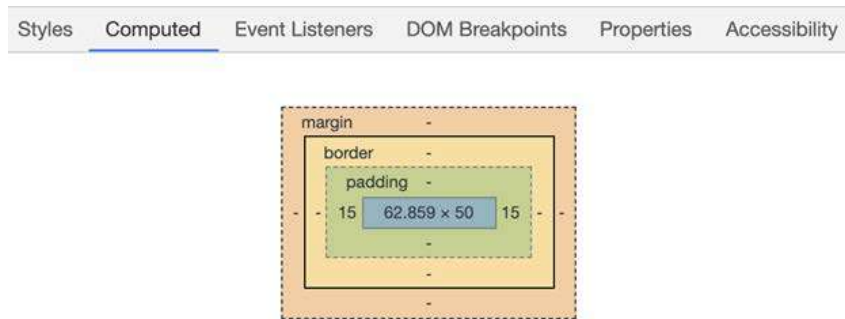 Styles Computed Event Listeners DOM Breakpoints Properties Accessibility
margin -
border -
padding -
- - 15 62.859 × 50 15 - -
-
-
-